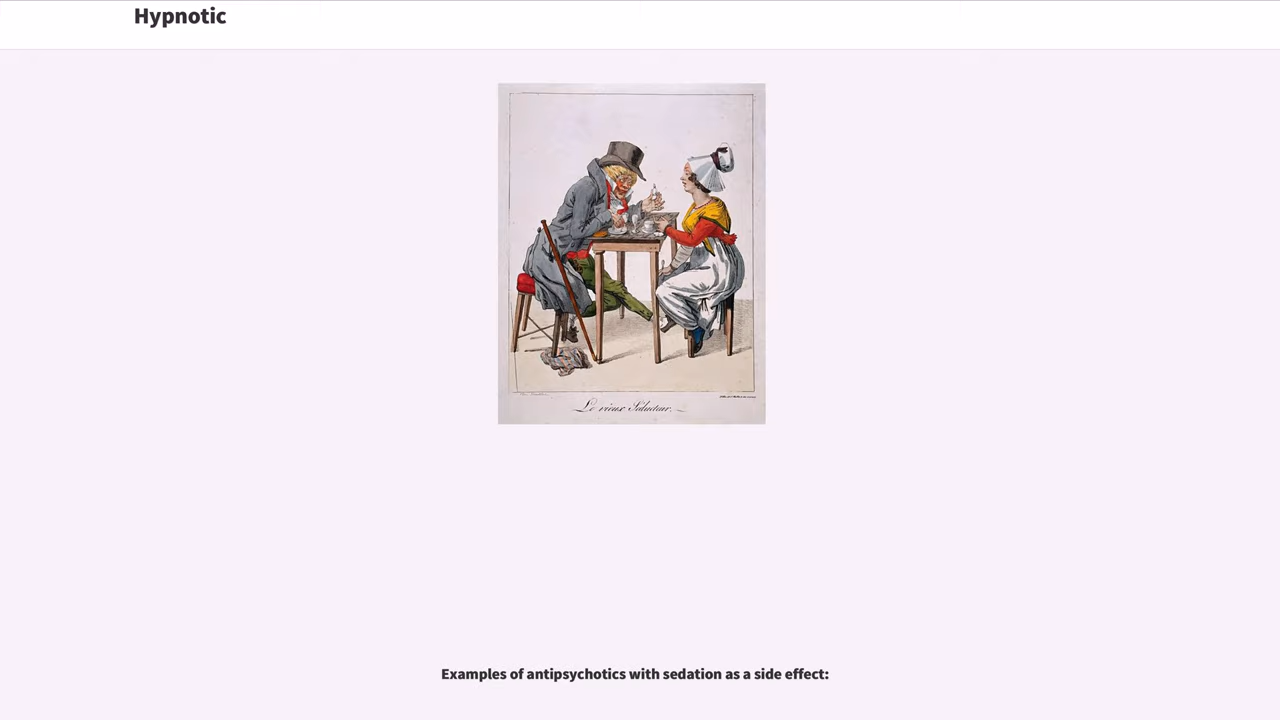 Hypnotic
Le vieux Séducteur.
Examples of antipsychotics with sedation as a side effect: